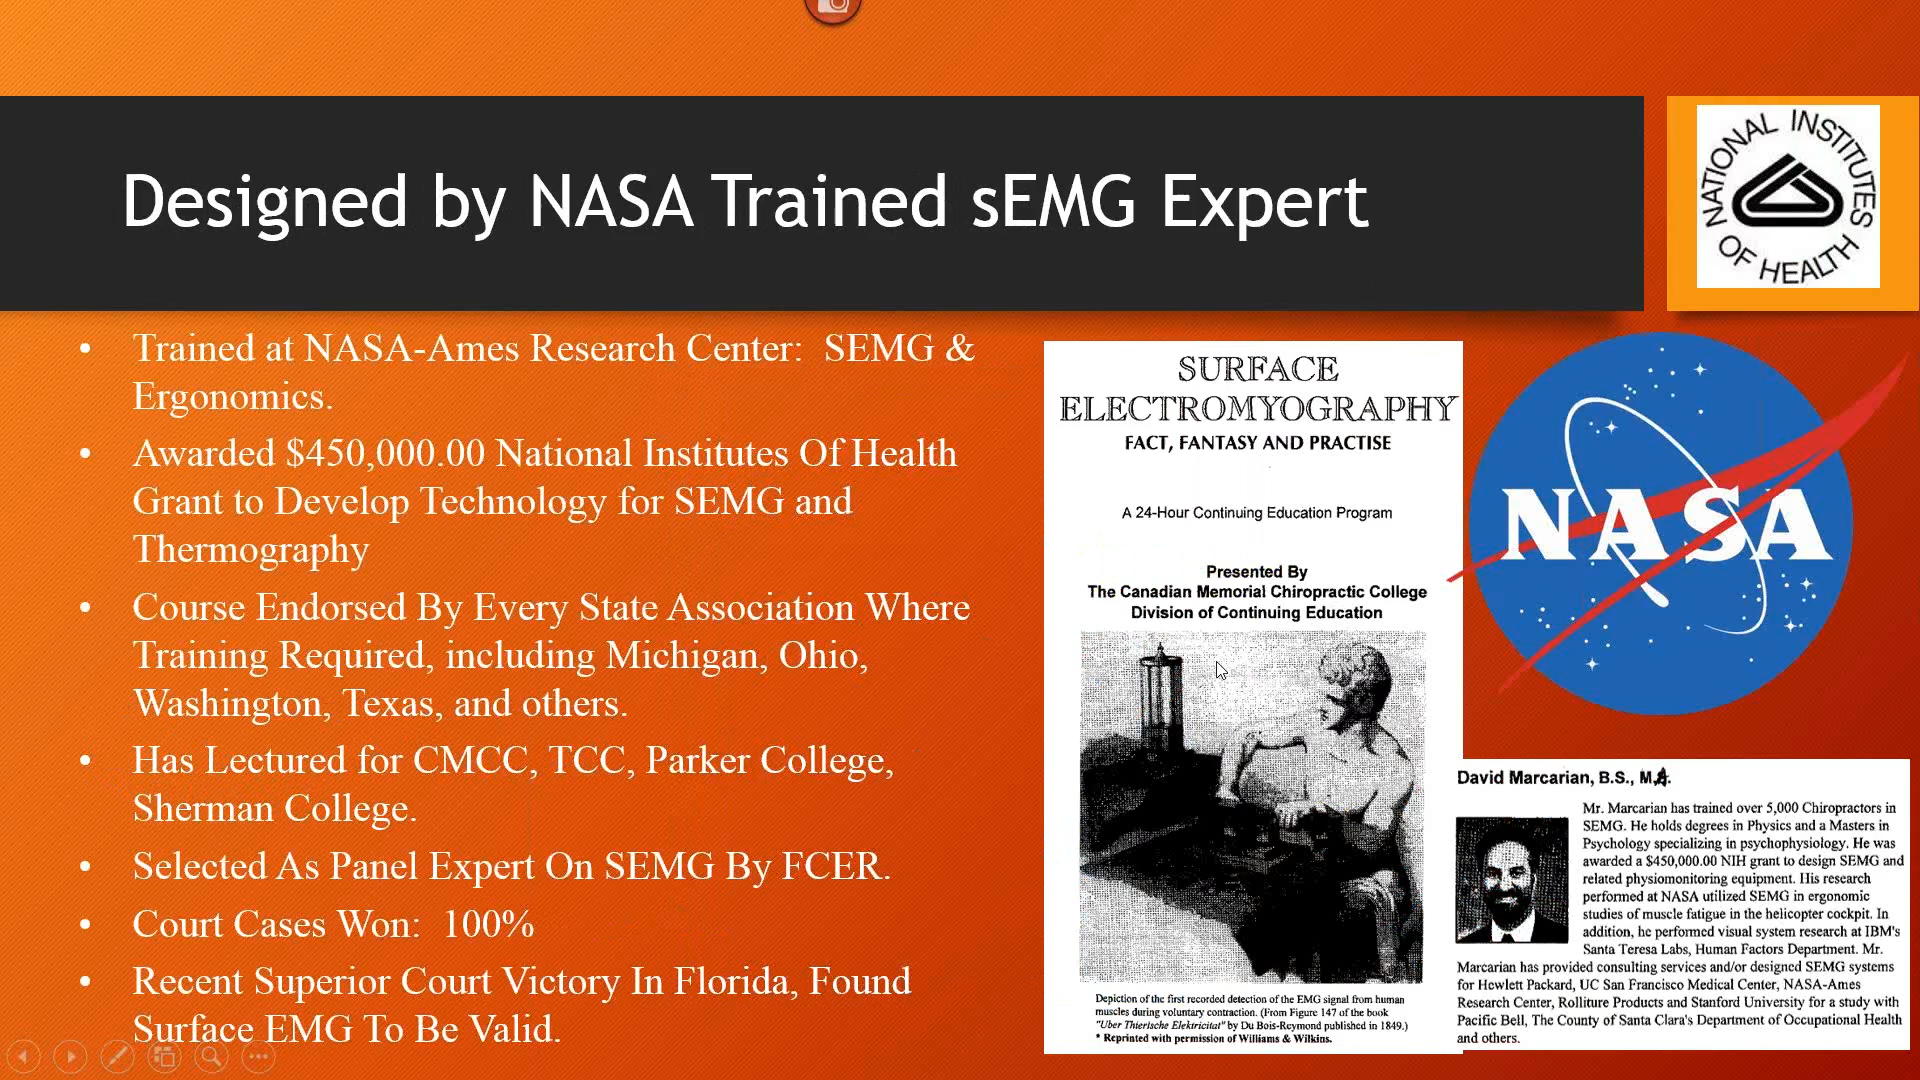 Designed by NASA Trained sEMG Expert
NATIONAL INSTITUTES OF HEALTH
• Trained at NASA-Ames Research Center: SEMG &
Ergonomics.
• Awarded $450,000.00 National Institutes Of Health
Grant to Develop Technology for SEMG and
Thermography
• Course Endorsed By Every State Association Where
Training Required, including Michigan, Ohio,
Washington, Texas, and others.
• Has Lectured for CMCC, TCC, Parker College,
Sherman College.
• Selected As Panel Expert On SEMG By FCER.
• Court Cases Won: 100%
• Recent Superior Court Victory In Florida, Found
Surface EMG To Be Valid.
SURFACE
ELECTROMYOGRAPHY
FACT, FANTASY AND PRACTISE
A 24-Hour Continuing Education Program
Presented By
The Canadian Memorial Chiropractic College
Division of Continuing Education
Depiction of the first recorded detection of the EMG signal from human
muscles during voluntary contraction. (From Figure 147 of the book
"Uber Thierische Elektricitat" by Du Bois-Reymond published in 1849.)
* Reprinted with permission of Williams & Wilkins.
NASA
David Marcarian, B.S., M.A.
Mr. Marcarian has trained over 5,000 Chiropractors in
SEMG. He holds degrees in Physics and a Masters in
Psychology specializing in psychophysiology. He was
awarded a $450,000.00 NIH grant to design SEMG and
related physiomonitoring equipment. His research
performed at NASA utilized SEMG in ergonomic
studies of muscle fatigue in the helicopter cockpit. In
addition, he performed visual system research at IBM's
Santa Teresa Labs, Human Factors Department. Mr.
Marcarian has provided consulting services and/or designed SEMG systems
for Hewlett Packard, UC San Francisco Medical Center, NASA-Ames
Research Center, Rolliture Products and Stanford University for a study with
Pacific Bell, The County of Santa Clara's Department of Occupational Health
and others.